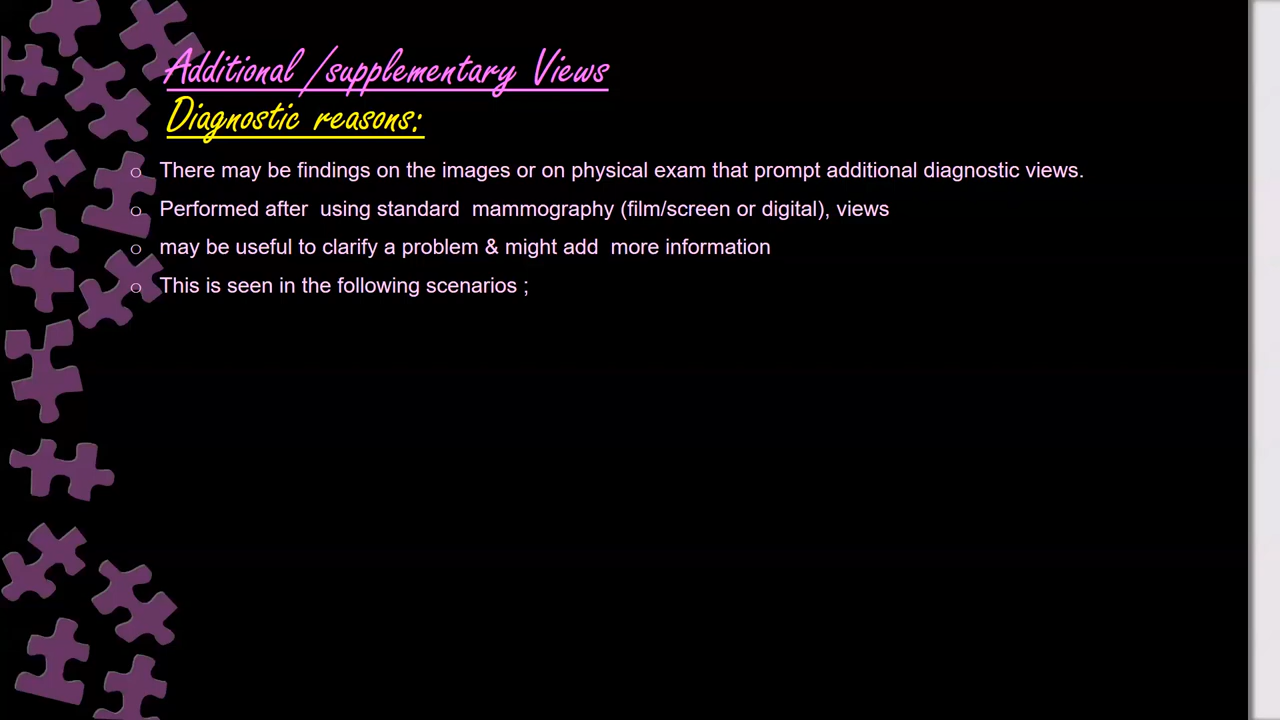 Additional /supplementary Views
Diagnostic reasons:
o There may be findings on the images or on physical exam that prompt additional diagnostic views.
o Performed after  using standard  mammography (film/screen or digital), views
o may be useful to clarify a problem & might add  more information
o This is seen in the following scenarios ;